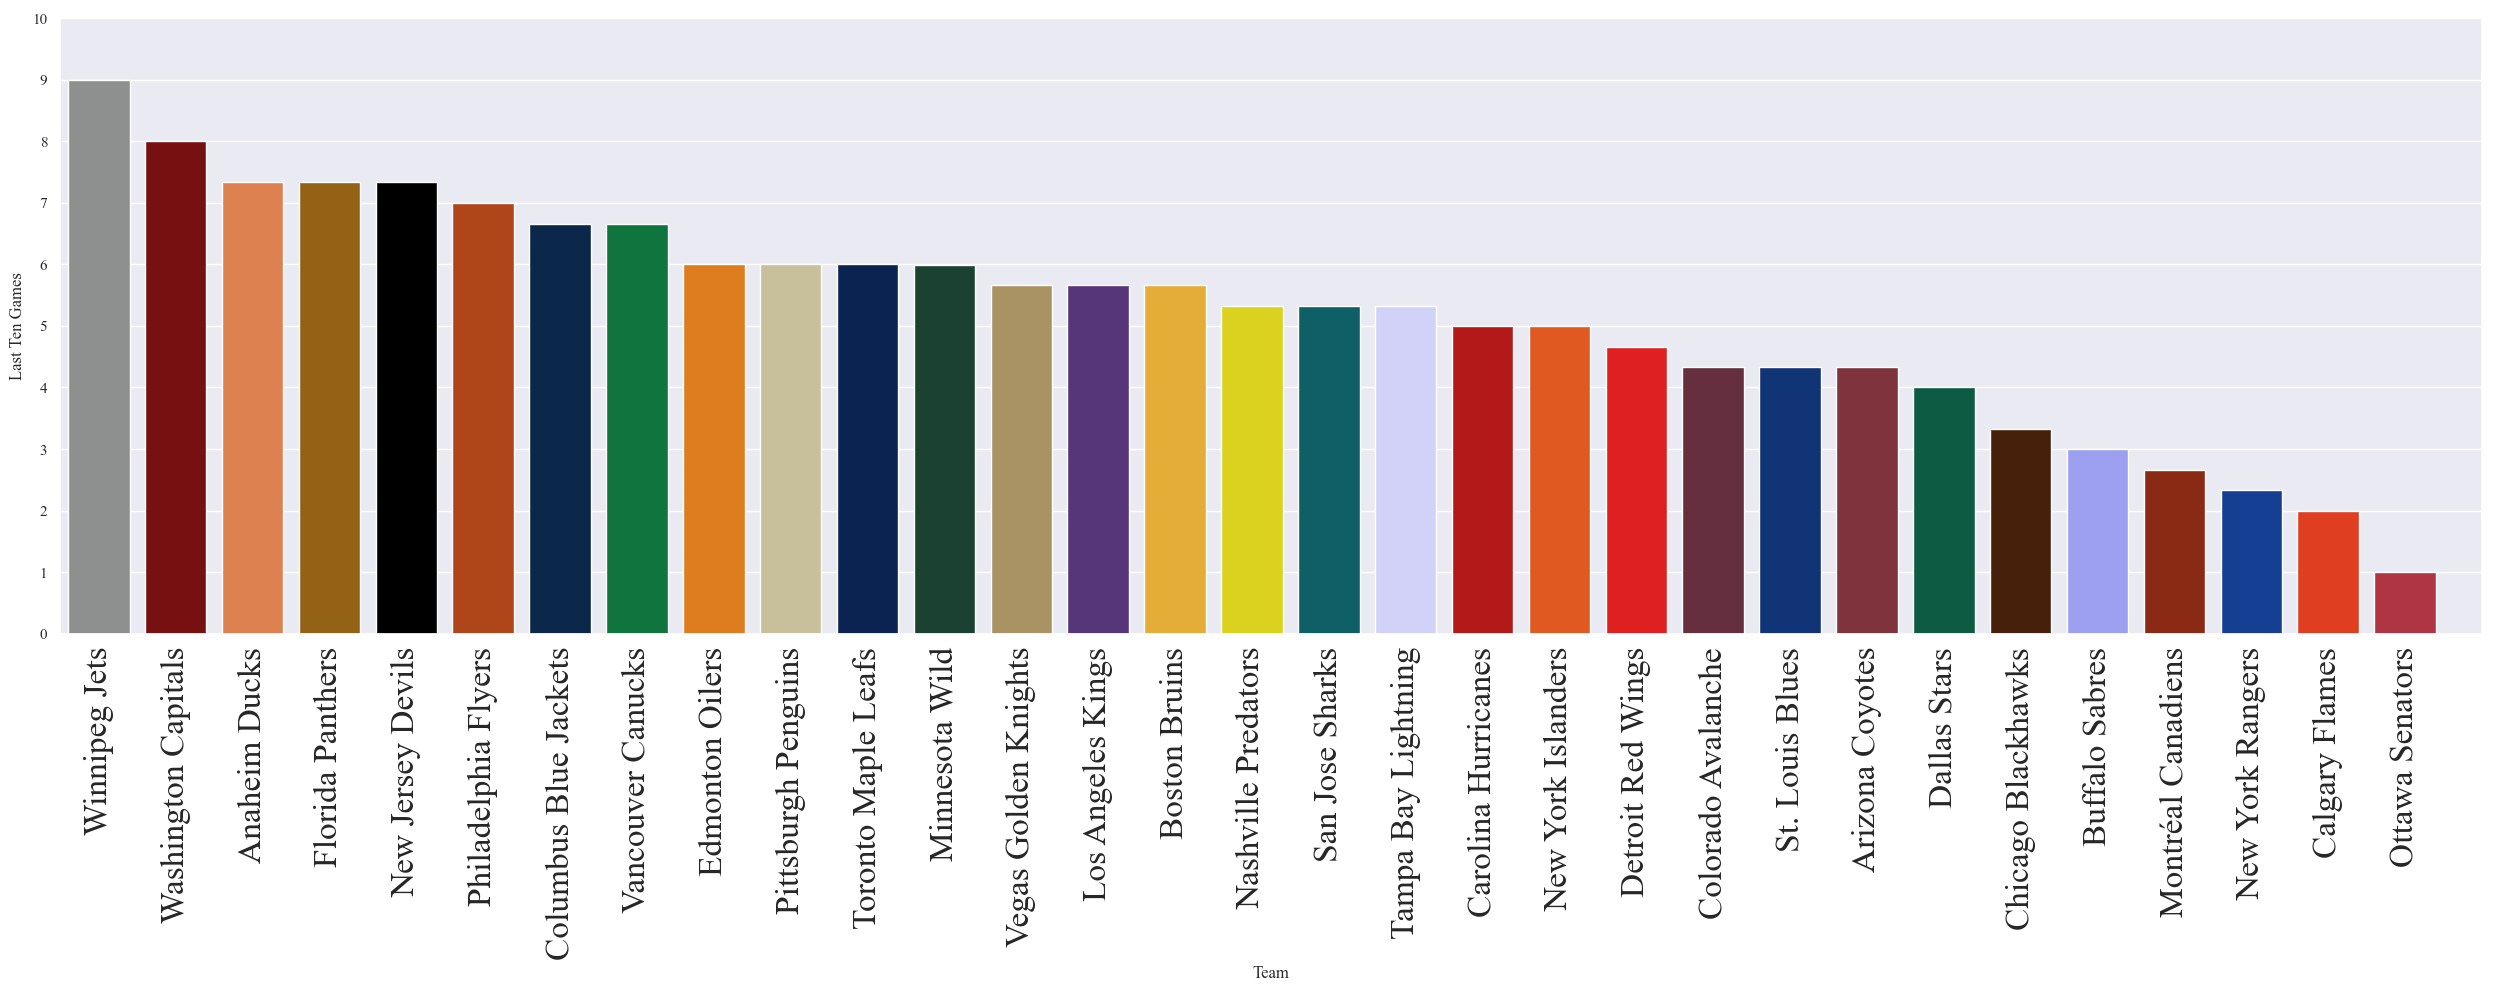 10
9
8
7
6
5
4
3
2
1
0
Last Ten Games
Winnipeg Jets
Washington Capitals
Anaheim Ducks
Florida Panthers
New Jersey Devils
Philadelphia Flyers
Columbus Blue Jackets
Vancouver Canucks
Edmonton Oilers
Pittsburgh Penguins
Toronto Maple Leafs
Minnesota Wild
Vegas Golden Knights
Los Angeles Kings
Boston Bruins
Nashville Predators
San Jose Sharks
Tampa Bay Lightning
Carolina Hurricanes
New York Islanders
Detroit Red Wings
Colorado Avalanche
St. Louis Blues
Arizona Coyotes
Dallas Stars
Chicago Blackhawks
Buffalo Sabres
Montréal Canadiens
New York Rangers
Calgary Flames
Ottawa Senators
Team